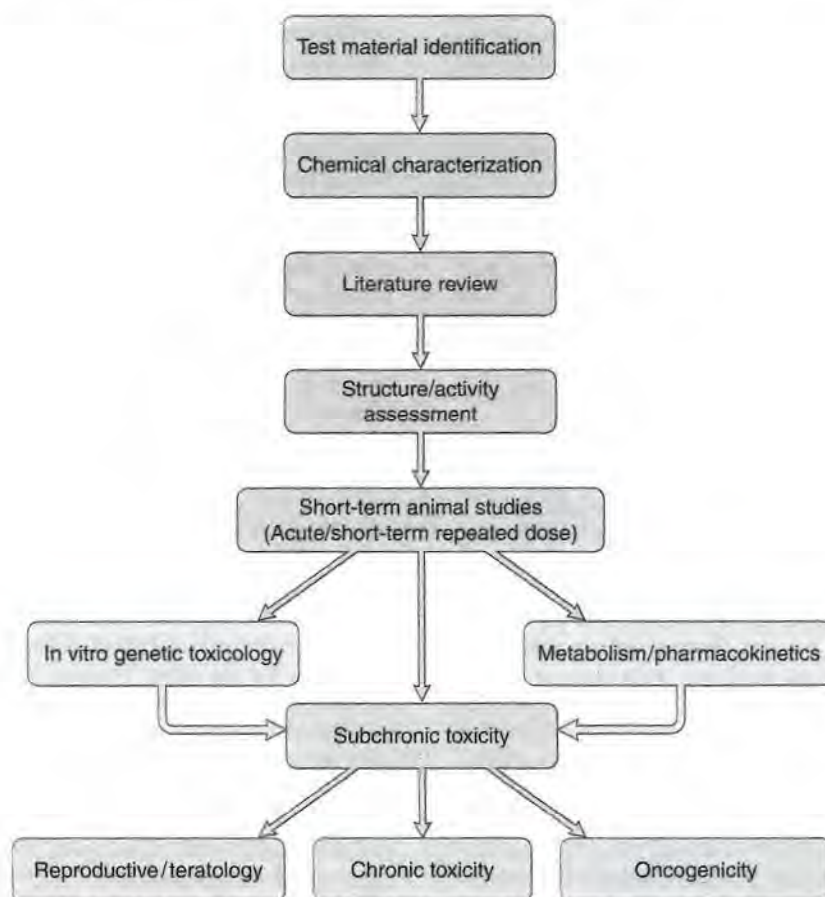 Test material identification
Chemical characterization
Literature review
Structure/activity
assessment
Short-term animal studies
(Acute/short-term repeated dose)
In vitro genetic toxicology
Metabolism/pharmacokinetics
Subchronic toxicity
Reproductive/teratology
Chronic toxicity
Oncogenicity